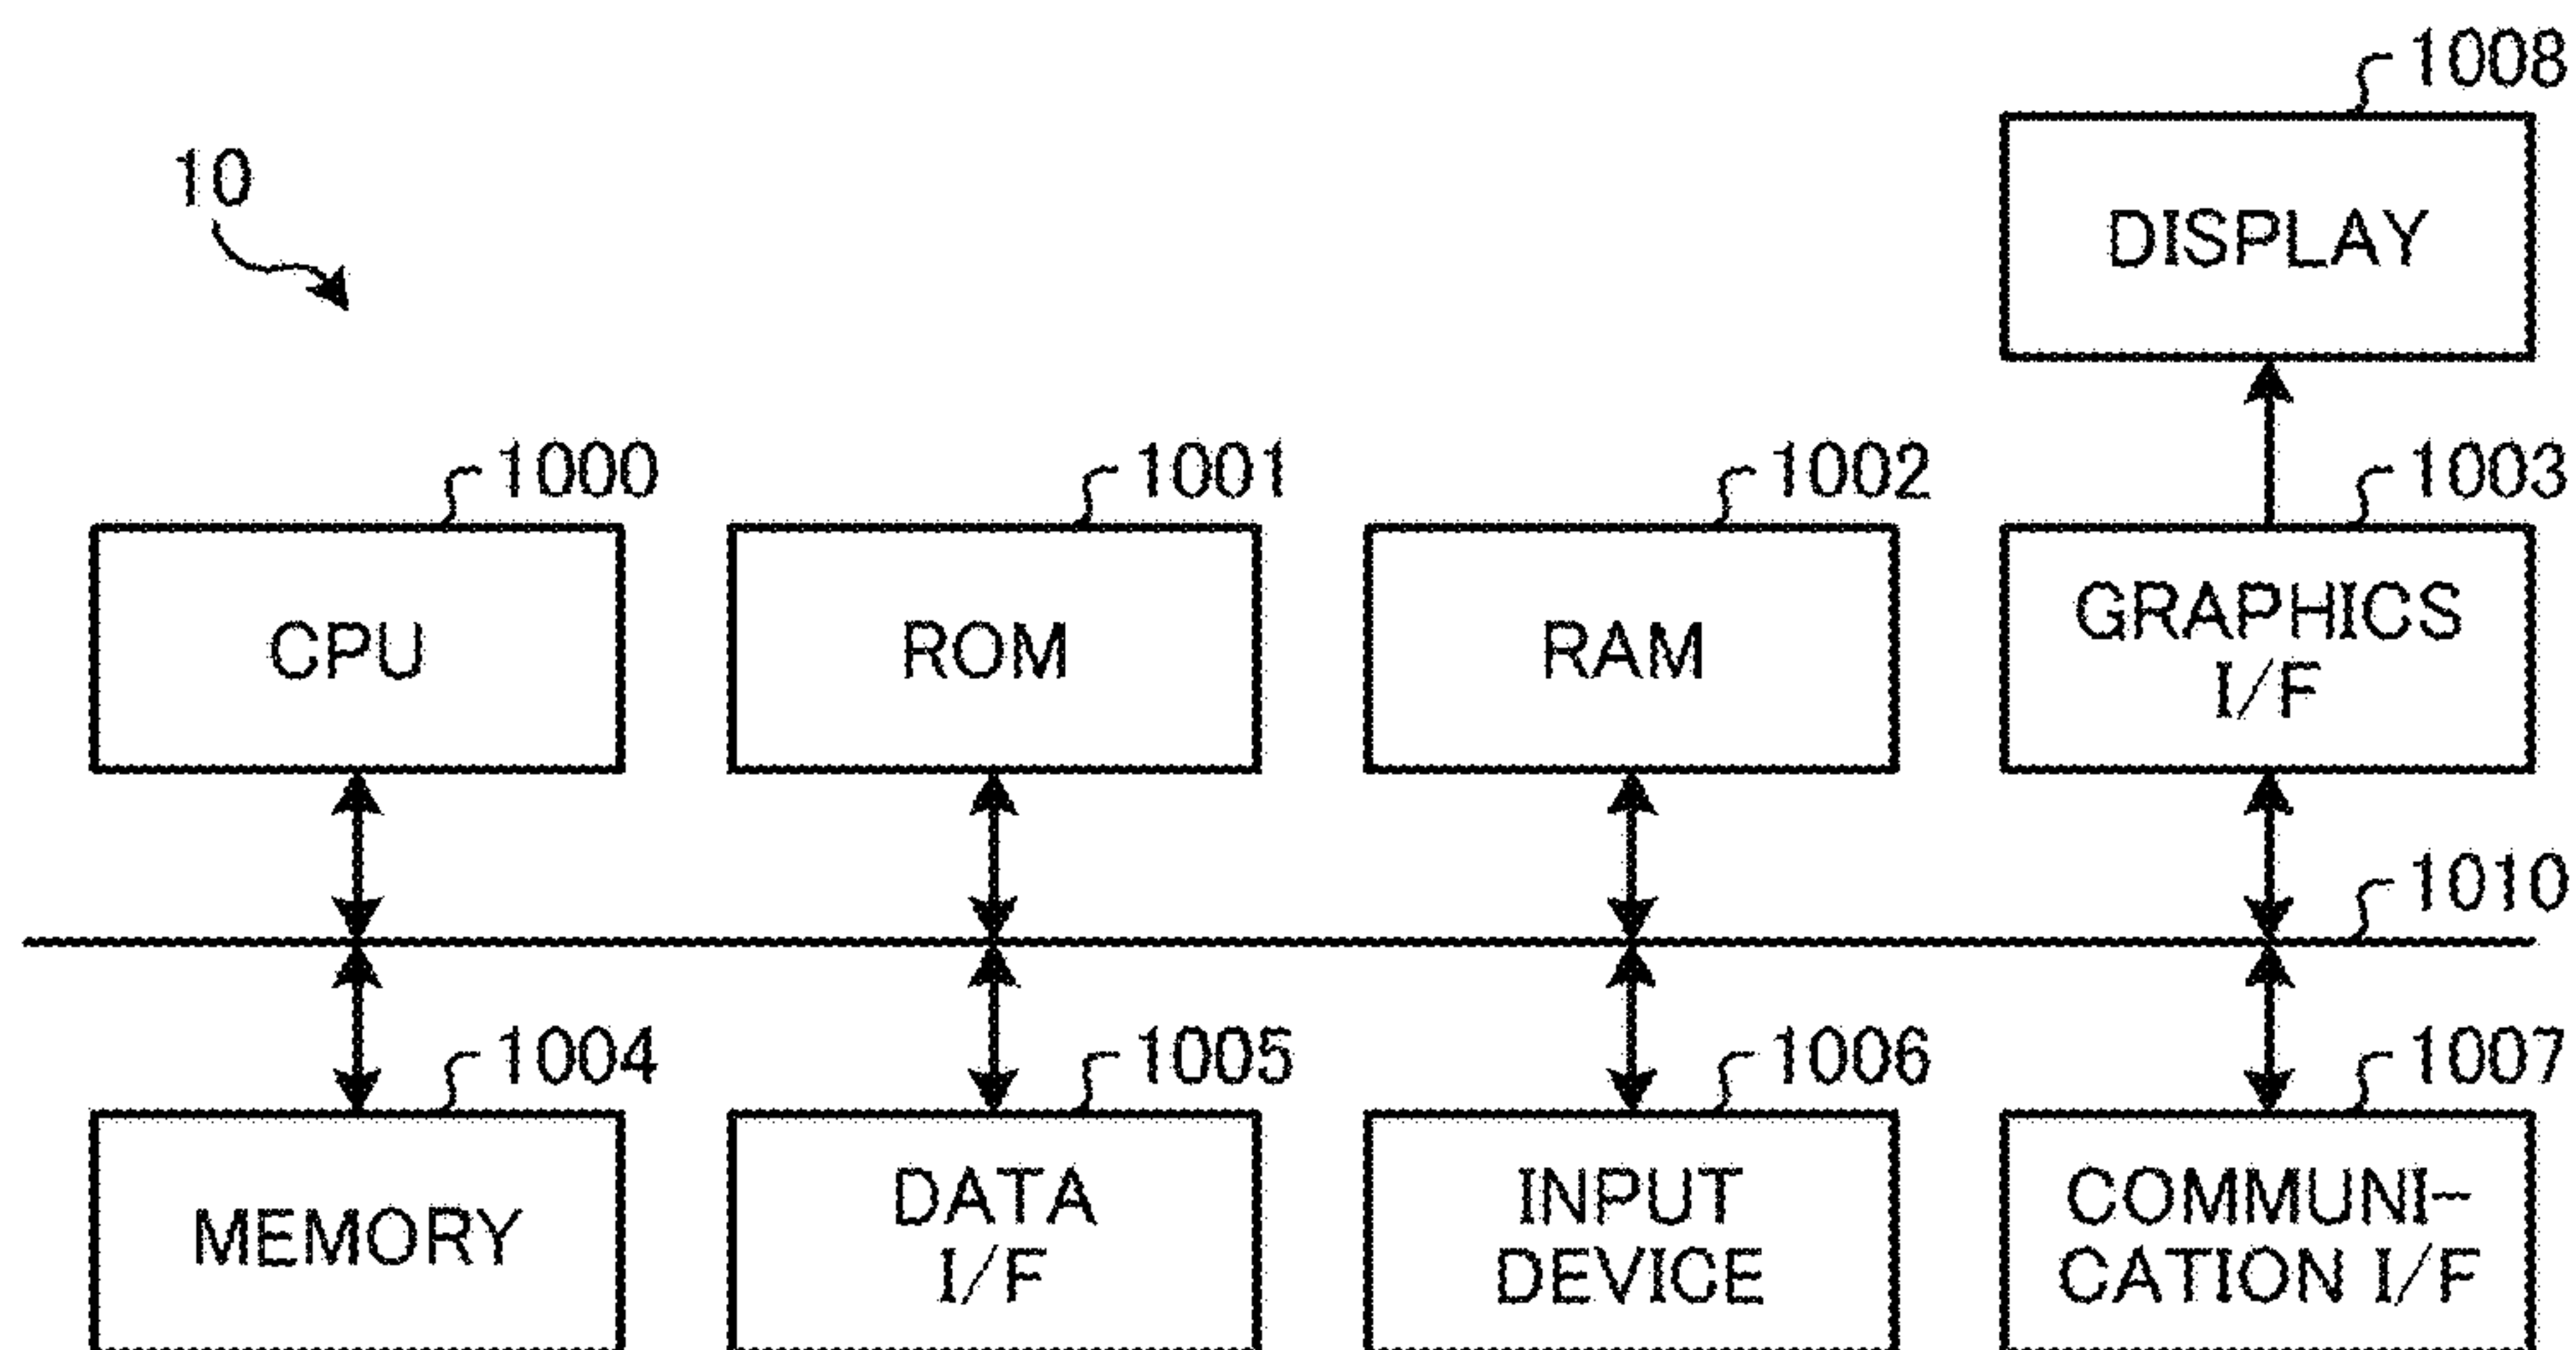 1008
10
DISPLAY
1000
1001
1002
1003
CPU
ROM
RAM
GRAPHICS
I/F
1010
1004
1005
1006
1007
MEMORY
DATA
I/F
INPUT
DEVICE
COMMUNI-
CATION I/F